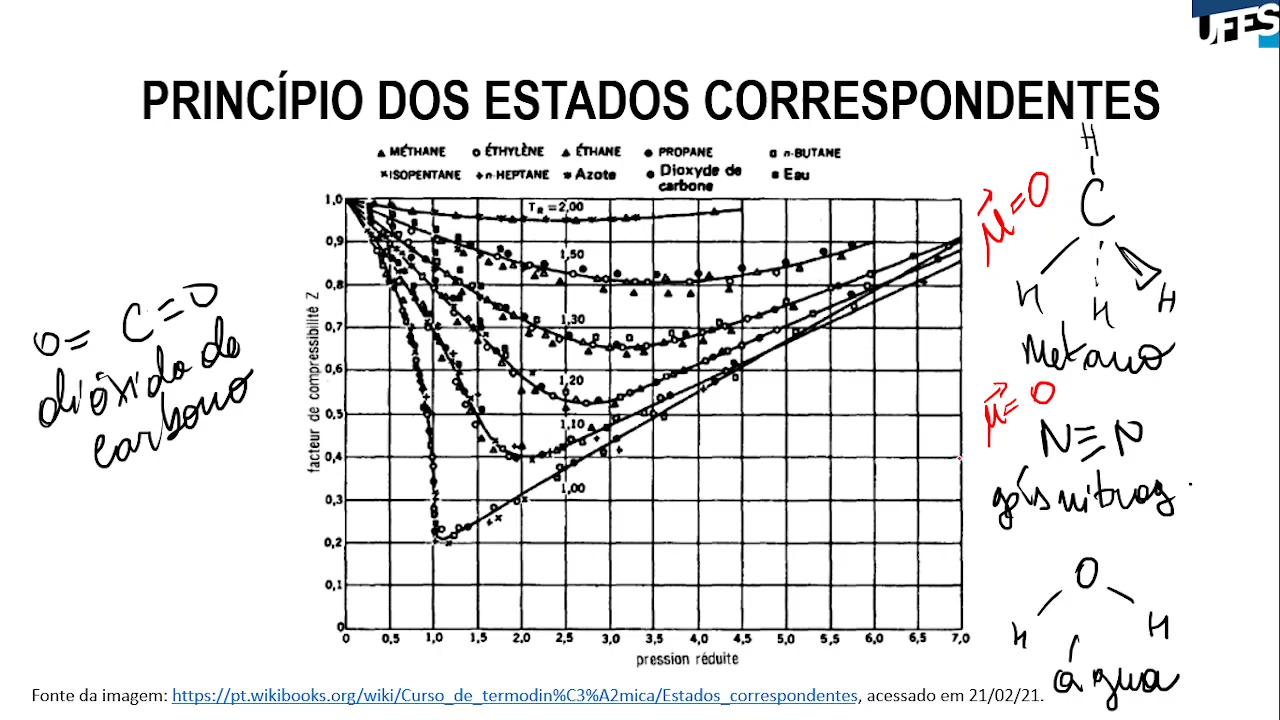 UFES
PRINCÍPIO DOS ESTADOS CORRESPONDENTES
▲ MÉTHANE ○ ÉTHYLÈNE ▲ ÉTHANE ● PROPANE □ n-BUTANE
× ISOPENTANE + n-HEPTANE * Azote ● Dioxyde de carbone ■ Eau
facteur de compressibilité Z
1,0
0,9
0,8
0,7
0,6
0,5
0,4
0,3
0,2
0,1
0
TR = 2,00
1,50
1,30
1,20
1,10
1,00
0 0,5 1,0 1,5 2,0 2,5 3,0 3,5 4,0 4,5 5,0 5,5 6,0 6,5 7,0
pression réduite
O= C=O
dióxido de
carbono
μ=0
H
C
H H H
Metano
μ=0
N≡N
gás
O
H H
água
Fonte da imagem: https://pt.wikibooks.org/wiki/Curso_de_termodin%C3%A2mica/Estados_correspondentes, acessado em 21/02/21.